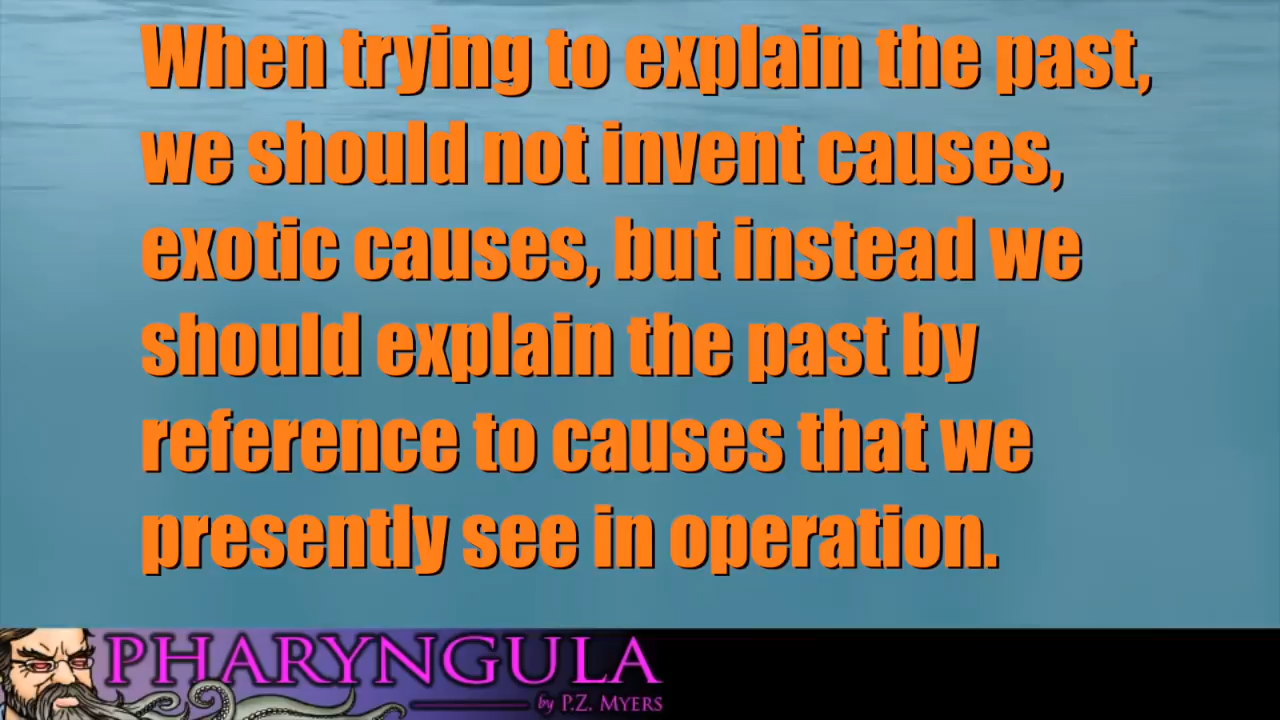 When trying to explain the past,
we should not invent causes,
exotic causes, but instead we
should explain the past by
reference to causes that we
presently see in operation.
PHARYNGULA
by P.Z. MYERS